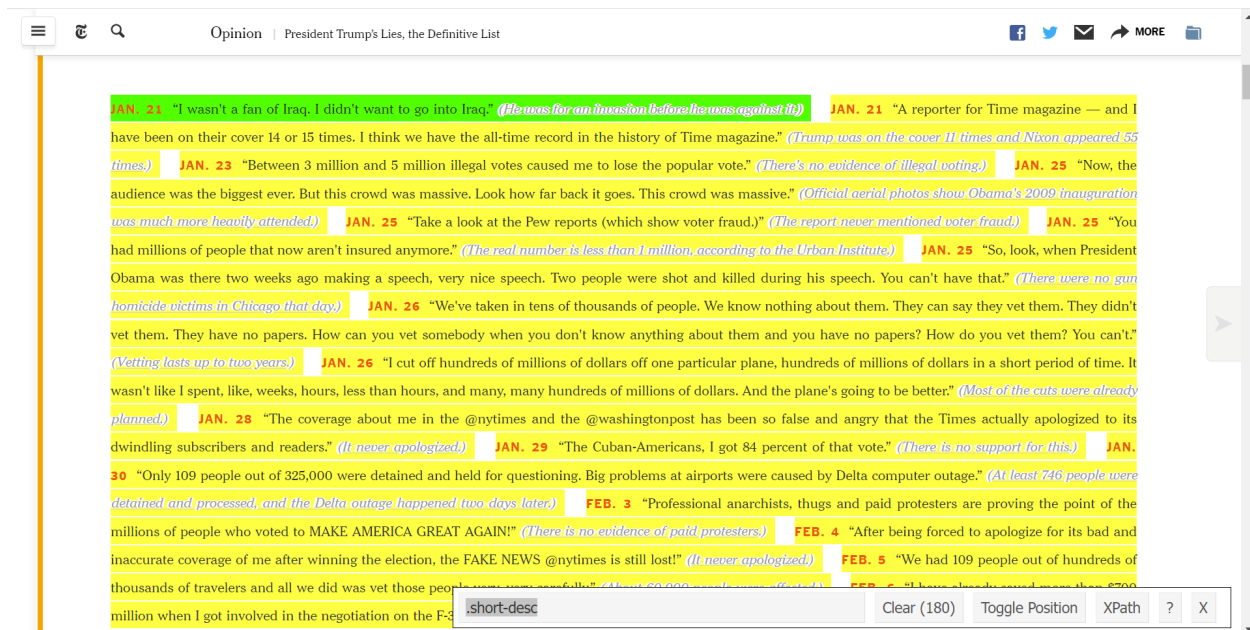 Opinion | President Trump's Lies, the Definitive List
MORE
JAN. 21 “I wasn't a fan of Iraq. I didn't want to go into Iraq.” (He was for an invasion before he was against it.) JAN. 21 “A reporter for Time magazine — and I
have been on their cover 14 or 15 times. I think we have the all-time record in the history of Time magazine.” (Trump was on the cover 11 times and Nixon appeared 55
times.) JAN. 23 “Between 3 million and 5 million illegal votes caused me to lose the popular vote.” (There's no evidence of illegal voting.) JAN. 25 “Now, the
audience was the biggest ever. But this crowd was massive. Look how far back it goes. This crowd was massive.” (Official aerial photos show Obama's 2009 inauguration
was much more heavily attended.) JAN. 25 “Take a look at the Pew reports (which show voter fraud.)” (The report never mentioned voter fraud.) JAN. 25 “You
had millions of people that now aren't insured anymore.” (The real number is less than 1 million, according to the Urban Institute.) JAN. 25 “So, look, when President
Obama was there two weeks ago making a speech, very nice speech. Two people were shot and killed during his speech. You can't have that.” (There were no gun
homicide victims in Chicago that day.) JAN. 26 “We've taken in tens of thousands of people. We know nothing about them. They can say they vet them. They didn't
vet them. They have no papers. How can you vet somebody when you don't know anything about them and you have no papers? How do you vet them? You can't.”
(Vetting lasts up to two years.) JAN. 26 “I cut off hundreds of millions of dollars off one particular plane, hundreds of millions of dollars in a short period of time. It
wasn't like I spent, like, weeks, hours, less than hours, and many, many hundreds of millions of dollars. And the plane's going to be better.” (Most of the cuts were already
planned.) JAN. 28 “The coverage about me in the @nytimes and the @washingtonpost has been so false and angry that the Times actually apologized to its
dwindling subscribers and readers.” (It never apologized.) JAN. 29 “The Cuban-Americans, I got 84 percent of that vote.” (There is no support for this.) JAN.
30 “Only 109 people out of 325,000 were detained and held for questioning. Big problems at airports were caused by Delta computer outage.” (At least 746 people were
detained and processed, and the Delta outage happened two days later.) FEB. 3 “Professional anarchists, thugs and paid protesters are proving the point of the
millions of people who voted to MAKE AMERICA GREAT AGAIN!” (There is no evidence of paid protesters.) FEB. 4 “After being forced to apologize for its bad and
inaccurate coverage of me after winning the election, the FAKE NEWS @nytimes is still lost!” (It never apologized.) FEB. 5 “We had 109 people out of hundreds of
thousands of travelers and all we did was vet those people very, very carefully.” (About 60,000 people were affected.) FEB. 6 “I have already saved more than $700
million when I got involved in the negotiation on the F-3
.short-desc Clear (180) Toggle Position XPath ? X